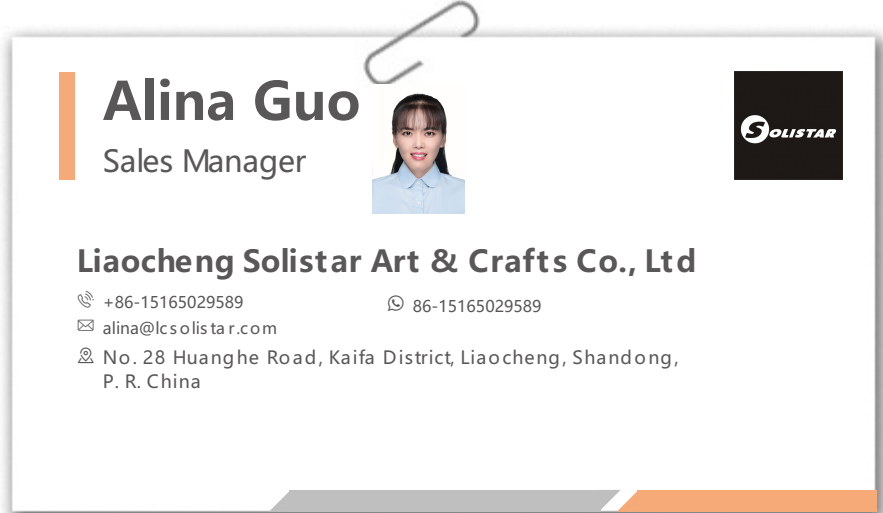 Alina Guo
Sales Manager
SOLISTAR
Liaocheng Solistar Art & Crafts Co., Ltd
+86-15165029589
86-15165029589
alina@lcsolistar.com
No. 28 Huanghe Road, Kaifa District, Liaocheng, Shandong,
P. R. China